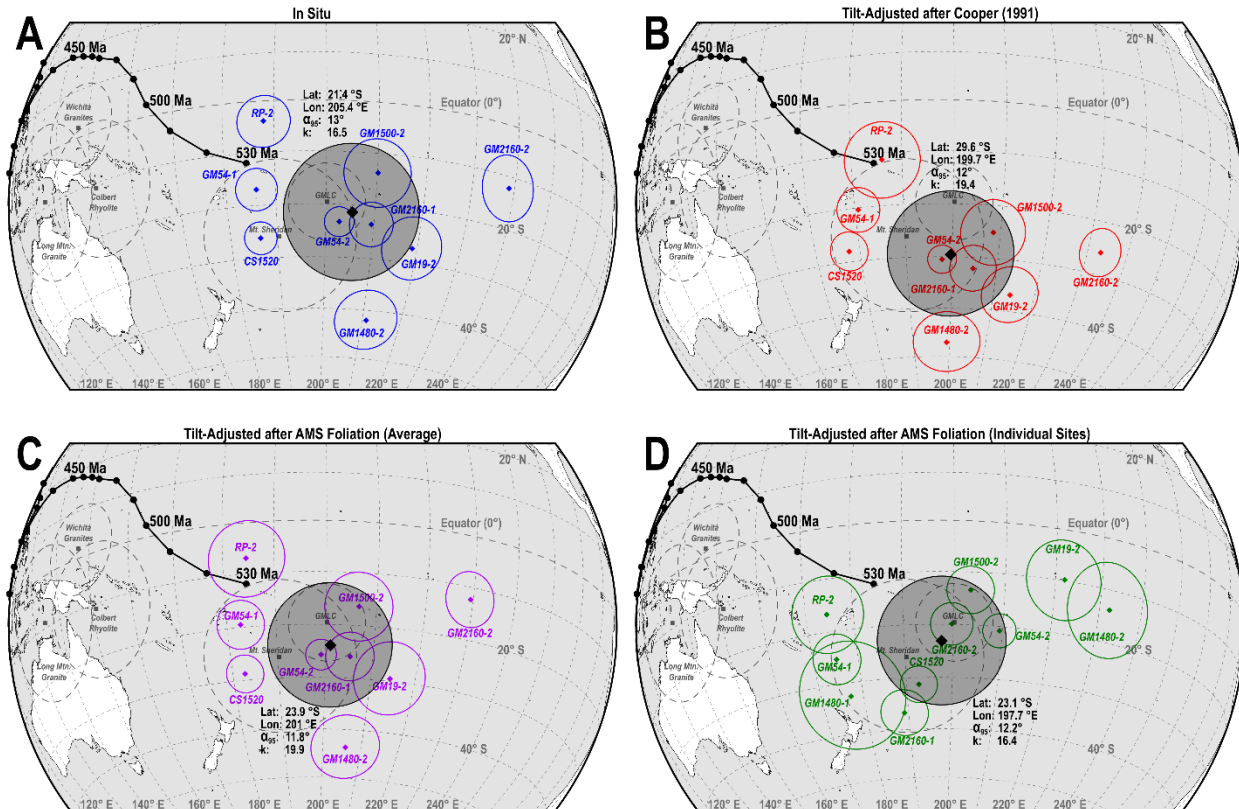 A
In Situ
450 Ma
20° N
Wichita
Granites
500 Ma
Lat: 21.4 °S
Lon: 205.4 °E
α95: 13°
k: 16.5
Equator (0°)
RP-2
530 Ma
GM1500-2
GM2160-2
GM54-1
GMLC
Colbert
Rhyolite
GM2160-1
Mt. Sheridan
GM54-2
20° S
Long Mtn.
Granite
CS1520
GM19-2
GM1480-2
40° S
120° E
140° E
160° E
180° E
200° E
220° E
240° E
B
Tilt-Adjusted after Cooper (1991)
450 Ma
20° N
Wichita
Granites
500 Ma
Equator (0°)
RP-2
530 Ma
Lat: 29.6 °S
Lon: 199.7 °E
α95: 12°
k: 19.4
GM54-1
GMLC
GM1500-2
Colbert
Rhyolite
Mt. Sheridan
GM54-2
20° S
Long Mtn.
Granite
CS1520
GM2160-1
GM2160-2
GM19-2
GM1480-2
40° S
120° E
140° E
160° E
180° E
200° E
220° E
240° E
C
Tilt-Adjusted after AMS Foliation (Average)
450 Ma
20° N
Wichita
Granites
500 Ma
Equator (0°)
RP-2
530 Ma
GM1500-2
GM54-1
GMLC
GM2160-2
Colbert
Rhyolite
Mt. Sheridan
20° S
Long Mtn.
Granite
GM54-2
GM2160-1
GM19-2
CS1520
Lat: 23.9 °S
Lon: 201 °E
α95: 11.8°
k: 19.9
GM1480-2
40° S
120° E
140° E
160° E
180° E
200° E
220° E
240° E
D
Tilt-Adjusted after AMS Foliation (Individual Sites)
450 Ma
20° N
Wichita
Granites
500 Ma
Equator (0°)
GM19-2
530 Ma
GM1500-2
RP-2
GMLC
GM1480-2
Colbert
Rhyolite
GM54-2
Mt. Sheridan
GM2160-2
20° S
Long Mtn.
Granite
GM54-1
CS1520
GM1480-1
Lat: 23.1 °S
Lon: 197.7 °E
α95: 12.2°
k: 16.4
GM2160-1
40° S
120° E
140° E
160° E
180° E
200° E
220° E
240° E